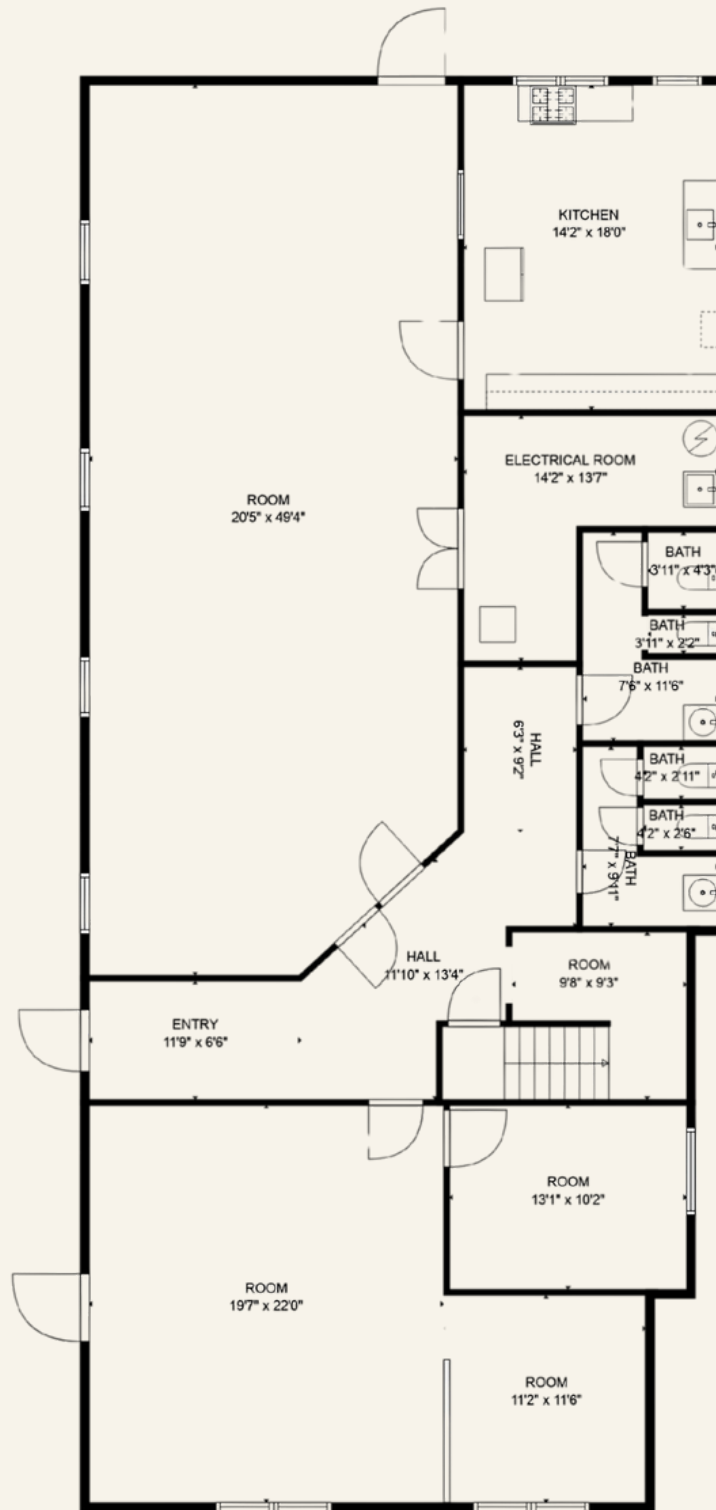 KITCHEN
14'2" x 18'0"
ELECTRICAL ROOM
14'2" x 13'7"
ROOM
20'5" x 49'4"
BATH
3'11" x 4'3"
BATH
3'11" x 2'2"
BATH
7'6" x 11'6"
HALL
6'3" x 9'2"
BATH
4'2" x 2'11"
BATH
4'2" x 2'6"
BATH
7'7" x 9'11"
HALL
11'10" x 13'4"
ROOM
9'8" x 9'3"
ENTRY
11'9" x 6'6"
ROOM
13'1" x 10'2"
ROOM
19'7" x 22'0"
ROOM
11'2" x 11'6"